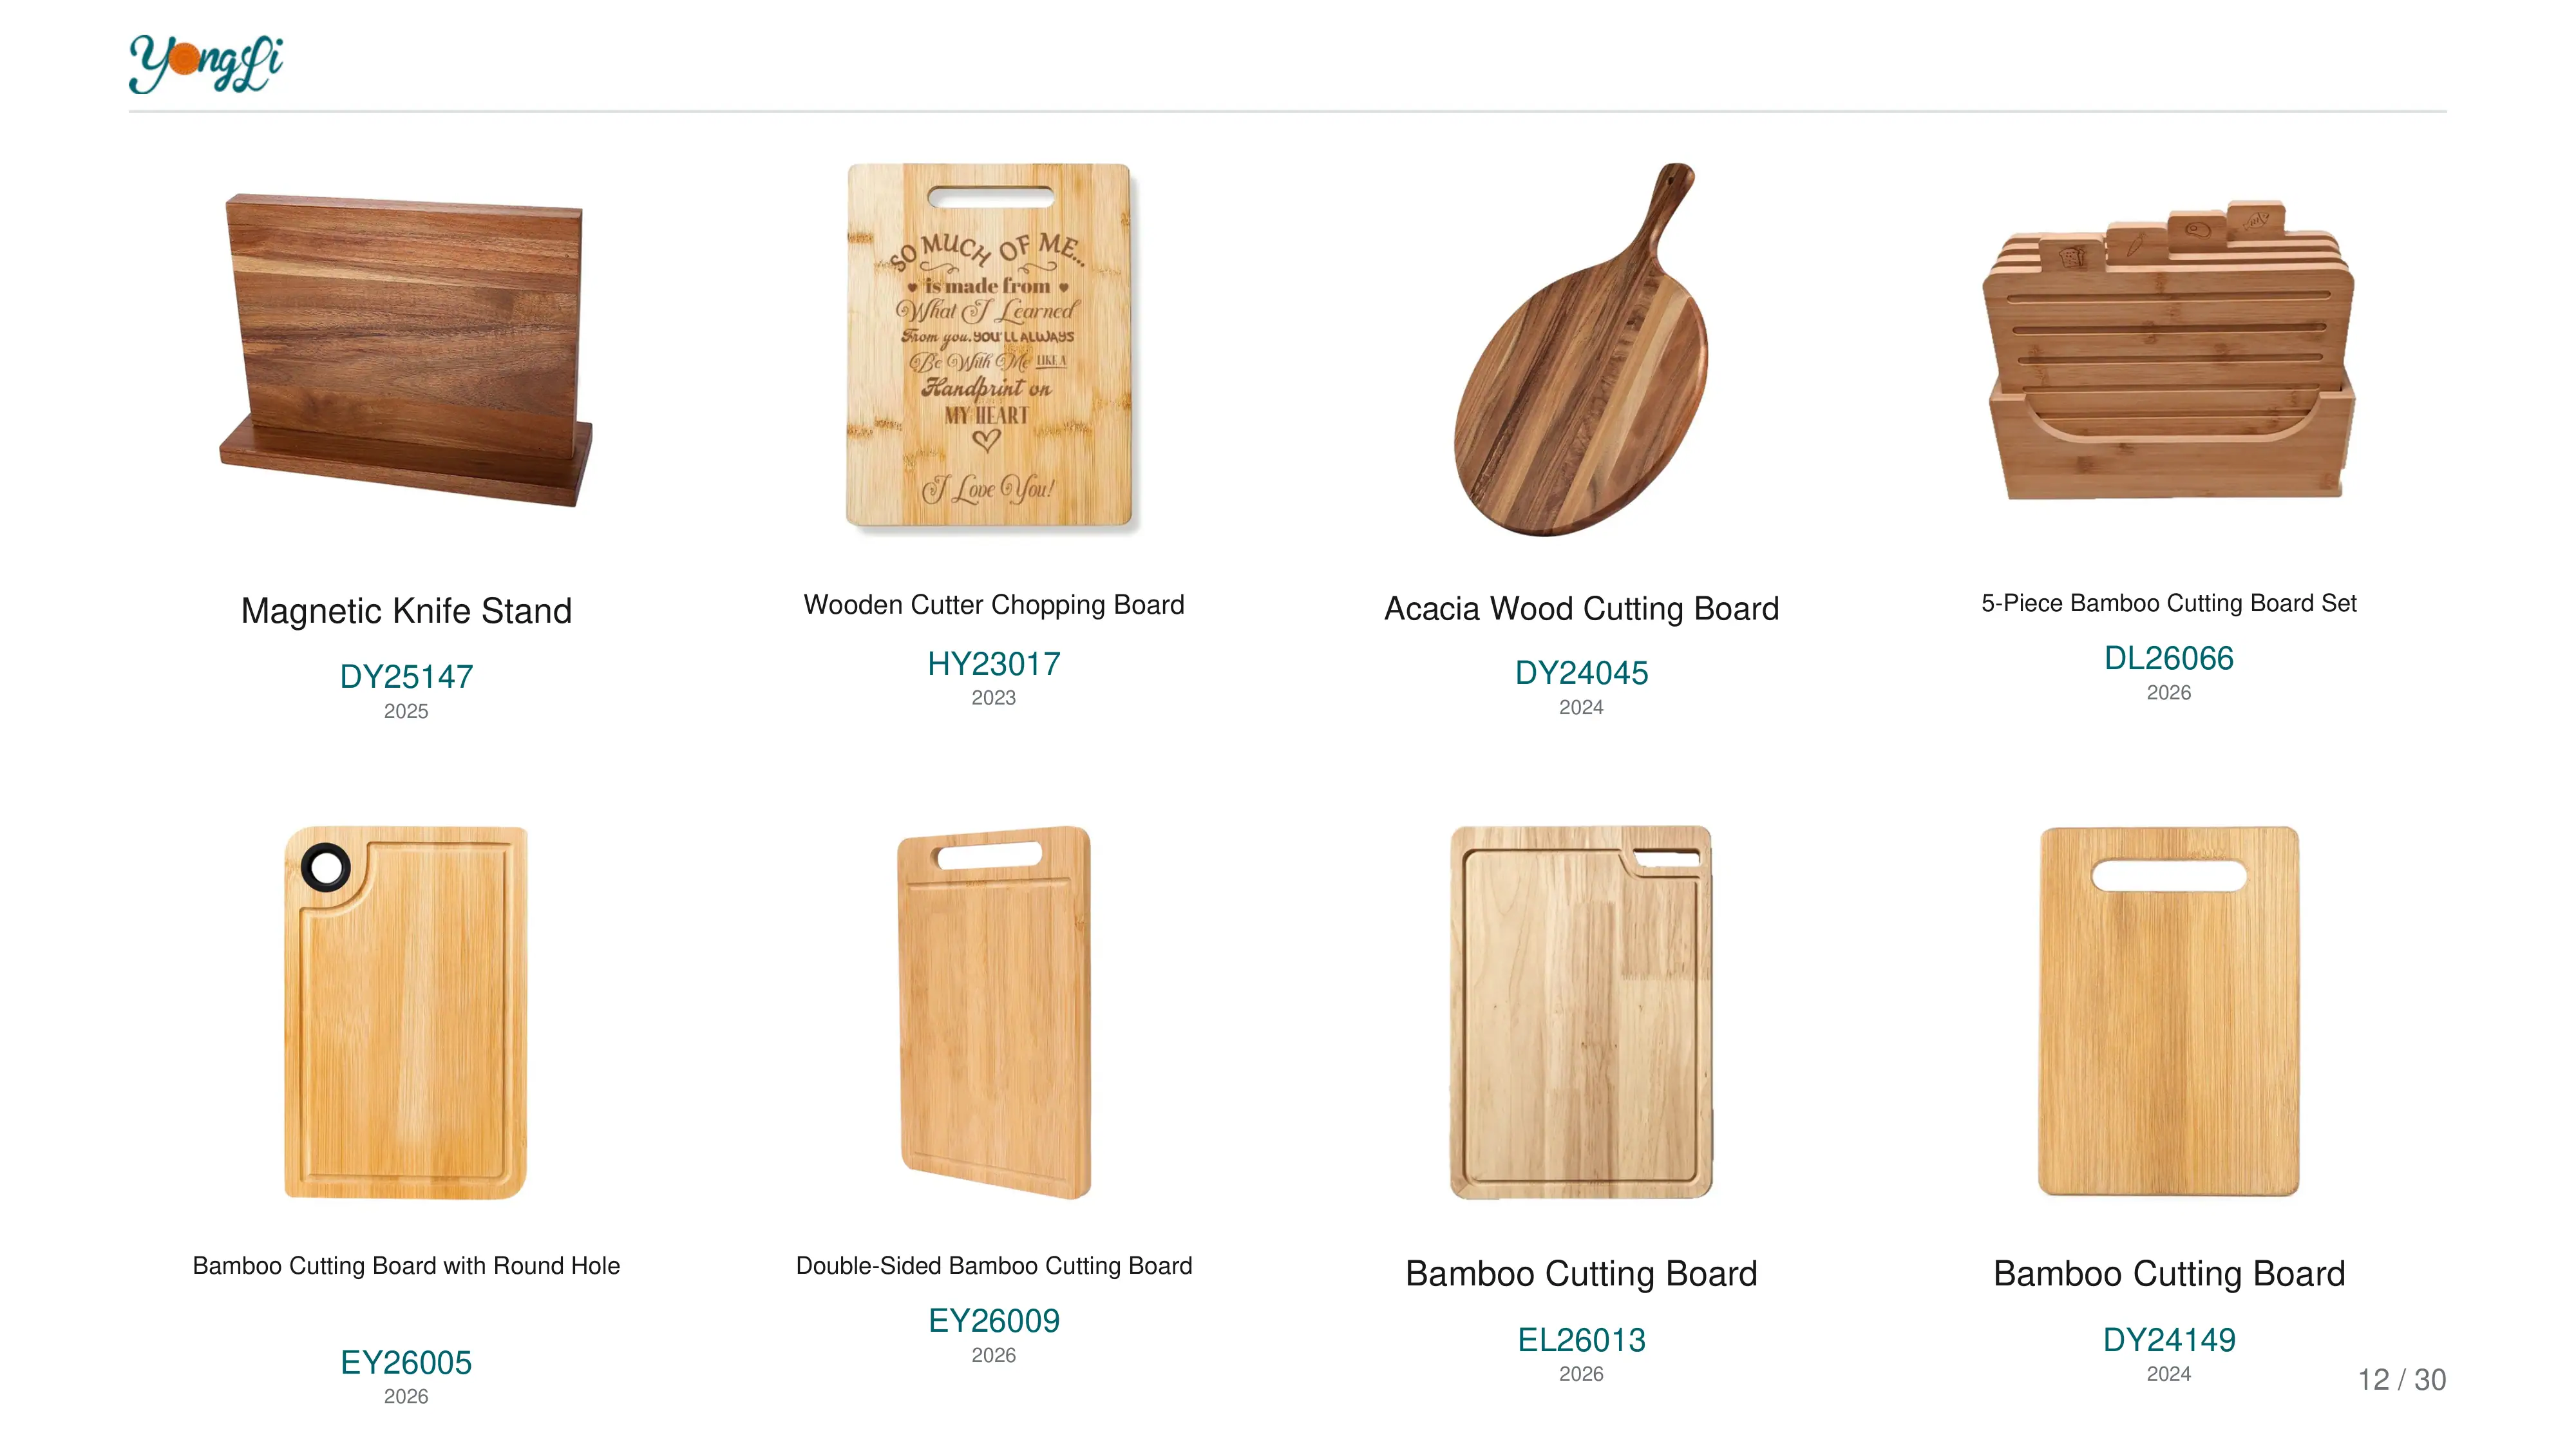 YongLi
SO MUCH OF ME...
is made from
What I Learned
From you. YOU'LL ALWAYS
Be With Me LIKE A
Handprint on
MY HEART
I Love You!
Magnetic Knife Stand
DY25147
2025
Wooden Cutter Chopping Board
HY23017
2023
Acacia Wood Cutting Board
DY24045
2024
5-Piece Bamboo Cutting Board Set
DL26066
2026
Bamboo Cutting Board with Round Hole
EY26005
2026
Double-Sided Bamboo Cutting Board
EY26009
2026
Bamboo Cutting Board
EL26013
2026
Bamboo Cutting Board
DY24149
2024
12 / 30